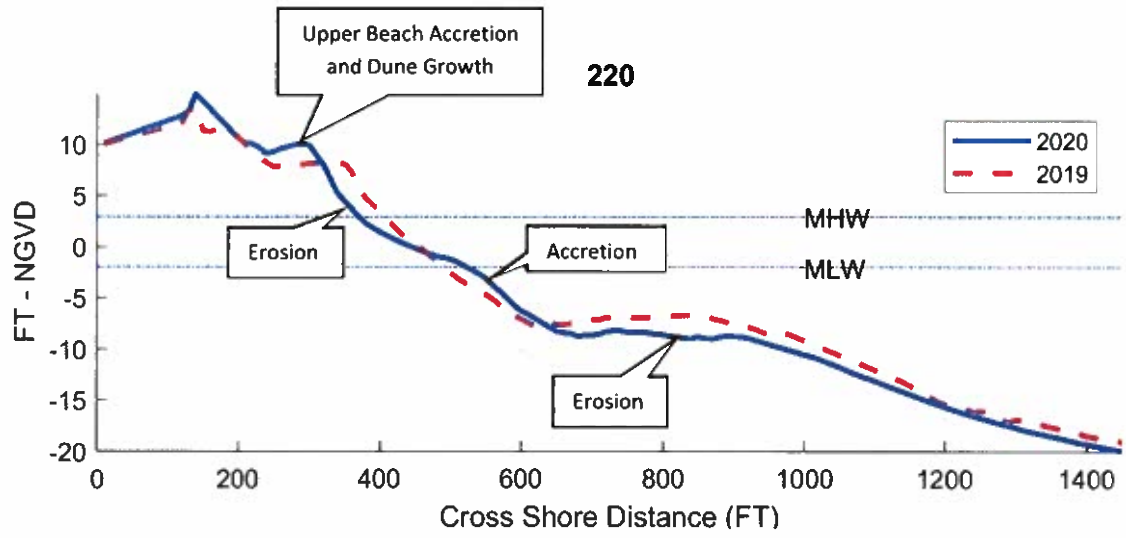 Upper Beach Accretion
and Dune Growth
220
2020
2019
10
5
0
-5
-10
-15
-20
FT - NGVD
MHW
MLW
Erosion
Accretion
Erosion
0
200
400
600
800
1000
1200
1400
Cross Shore Distance (FT)